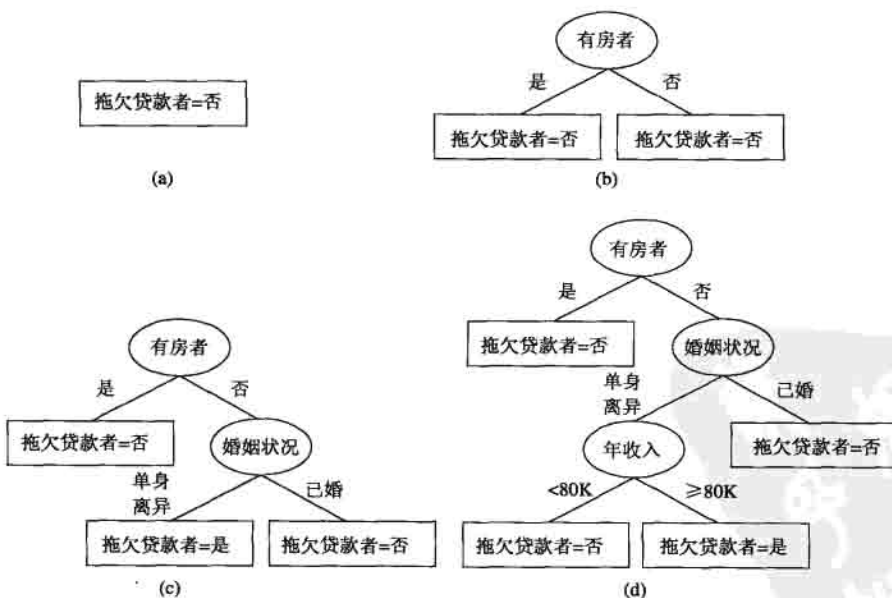 拖欠贷款者=否
(a)
有房者
是
否
拖欠贷款者=否
拖欠贷款者=否
(b)
有房者
是
否
拖欠贷款者=否
婚姻状况
单身
离异
已婚
拖欠贷款者=是
拖欠贷款者=否
(c)
有房者
是
否
拖欠贷款者=否
婚姻状况
单身
离异
已婚
年收入
拖欠贷款者=否
<80K
≥80K
拖欠贷款者=否
拖欠贷款者=是
(d)